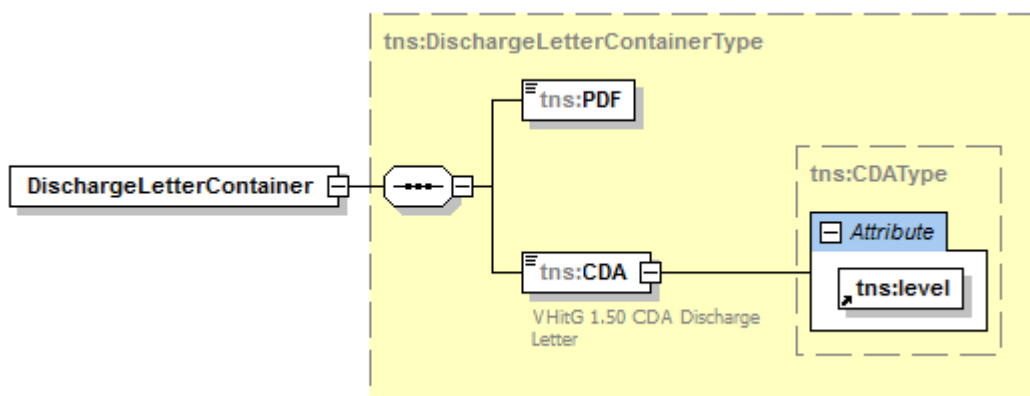 tns:DischargeLetterContainerType
tns:PDF
DischargeLetterContainer
tns:CDAType
Attribute
tns:CDA
tns:level
VHitG 1.50 CDA Discharge
Letter